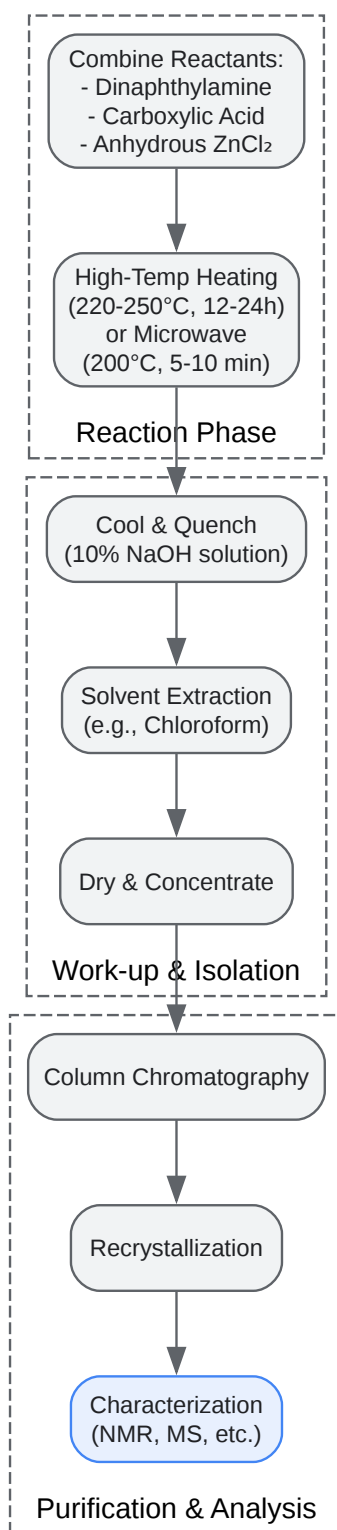 Combine Reactants:
- Dinaphthylamine
- Carboxylic Acid
- Anhydrous ZnCl₂
High-Temp Heating
(220-250°C, 12-24h)
or Microwave
(200°C, 5-10 min)
Reaction Phase
Cool & Quench
(10% NaOH solution)
Solvent Extraction
(e.g., Chloroform)
Dry & Concentrate
Work-up & Isolation
Column Chromatography
Recrystallization
Characterization
(NMR, MS, etc.)
Purification & Analysis